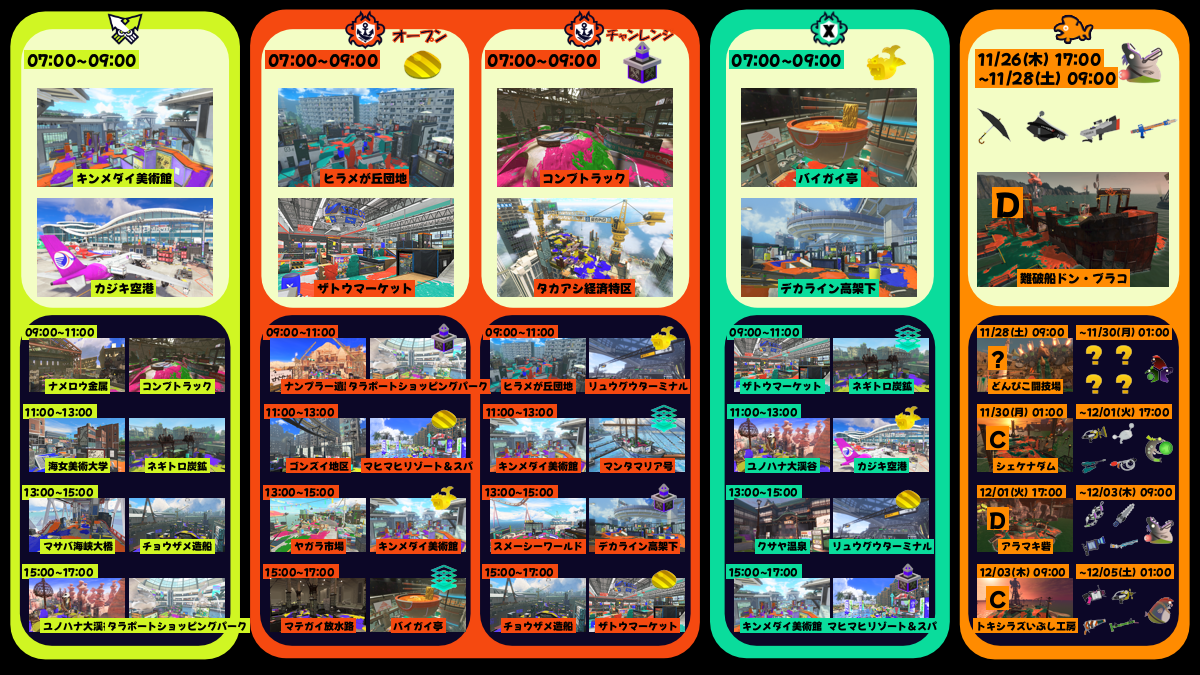 07:00~09:00
キンメダイ美術館
カジキ空港
09:00~11:00
ナメロウ金属
コンブトラック
11:00~13:00
海女美術大学
ネギトロ炭鉱
13:00~15:00
マサバ海峡大橋
チョウザメ造船
15:00~17:00
ユノハナ大渓
タラポートショッピングパーク
オープン
07:00~09:00
ヒラメが丘団地
ザトウマーケット
チャンレンジ
07:00~09:00
コンブトラック
タカアシ経済特区
09:00~11:00
ナンプラー遺
タラポートショッピングパーク
11:00~13:00
ゴンズイ地区
マヒマヒリゾート&スパ
13:00~15:00
ヤガラ市場
キンメダイ美術館
15:00~17:00
マテガイ放水路
バイガイ亭
09:00~11:00
ヒラメが丘団地
リュウグウターミナル
11:00~13:00
キンメダイ美術館
マンタマリア号
13:00~15:00
スメーシーワールド
デカライン高架下
15:00~17:00
チョウザメ造船
ザトウマーケット
X
07:00~09:00
バイガイ亭
デカライン高架下
09:00~11:00
ザトウマーケット
ネギトロ炭鉱
11:00~13:00
ユノハナ大渓谷
カジキ空港
13:00~15:00
クサヤ温泉
リュウグウターミナル
15:00~17:00
キンメダイ美術館
マヒマヒリゾート&スパ
11/26(木) 17:00
~11/28(土) 09:00
D
難破船ドン・ブラコ
11/28(土) 09:00
~11/30(月) 01:00
?
? ?
? ?
どんぴこ闘技場
11/30(月) 01:00
~12/01(火) 17:00
C
シェケナダム
12/01(火) 17:00
~12/03(木) 09:00
D
アラマキ砦
12/03(木) 09:00
~12/05(土) 01:00
C
トキシラズいぶし工房